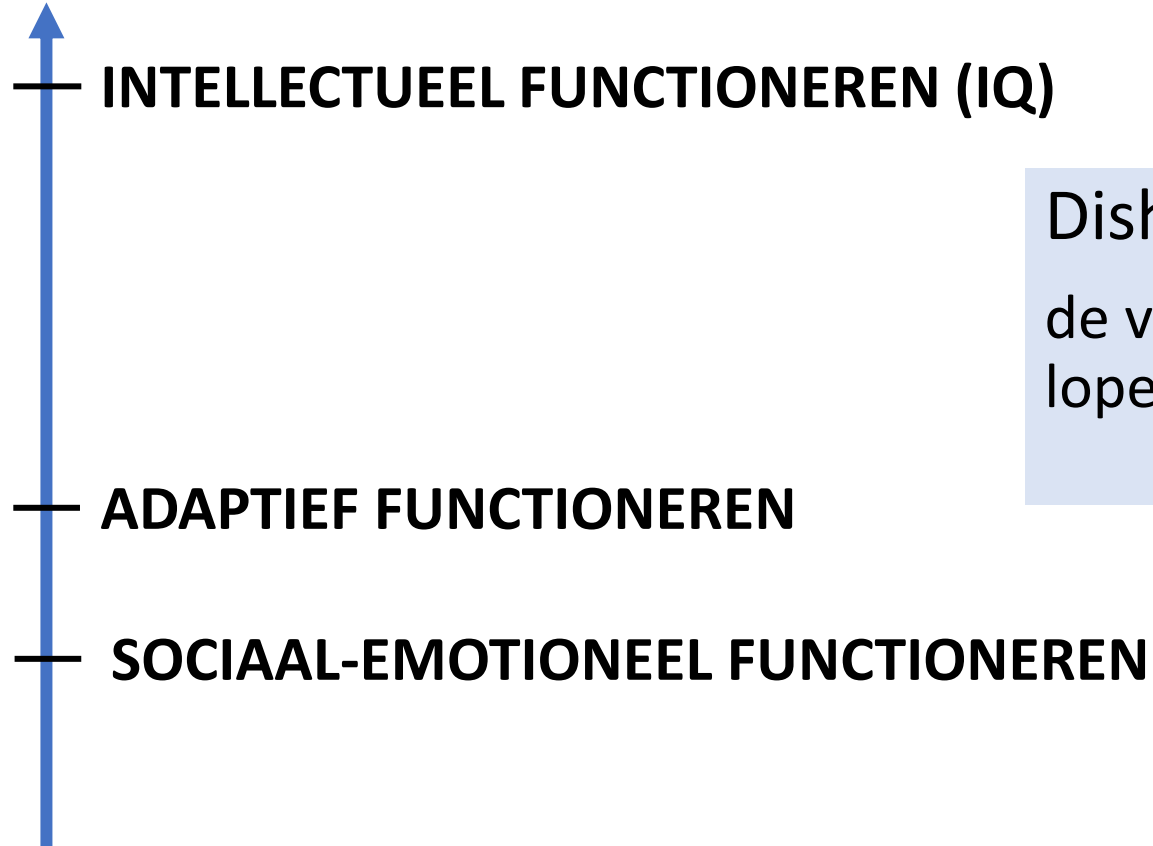 INTELLECTUEEL FUNCTIONEREN (IQ)
de
ADAPTIEF FUNCTIONEREN
SOCIAAL-EMOTIONEEL FUNCTIONEREN